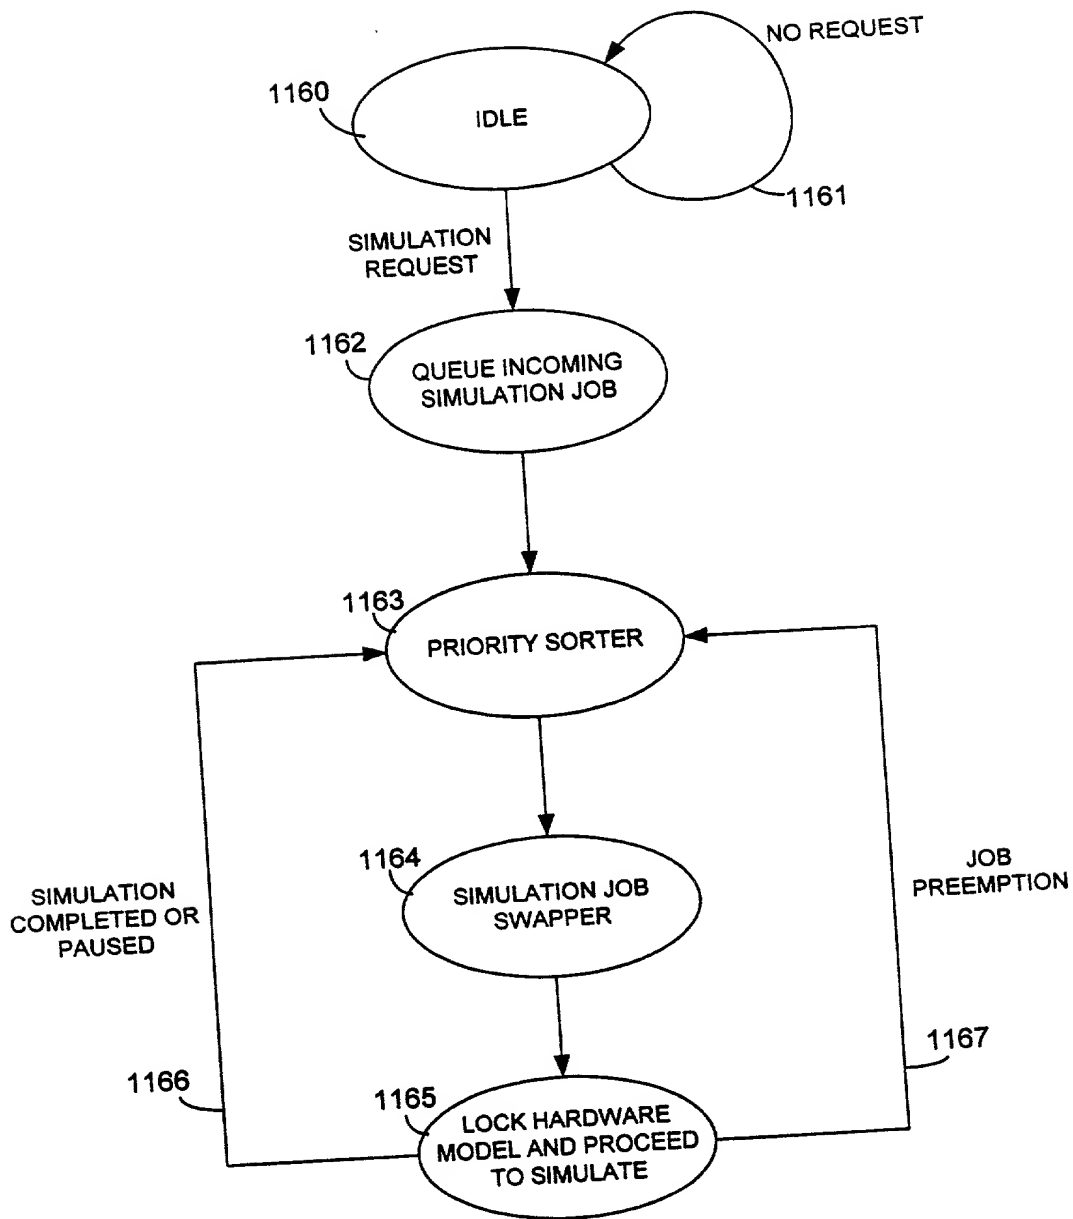 NO REQUEST
1160
IDLE
1161
SIMULATION
REQUEST
1162
QUEUE INCOMING
SIMULATION JOB
1163
PRIORITY SORTER
1164
SIMULATION JOB
SWAPPER
SIMULATION
COMPLETED OR
PAUSED
JOB
PREEMPTION
1167
1166
1165
LOCK HARDWARE
MODEL AND PROCEED
TO SIMULATE